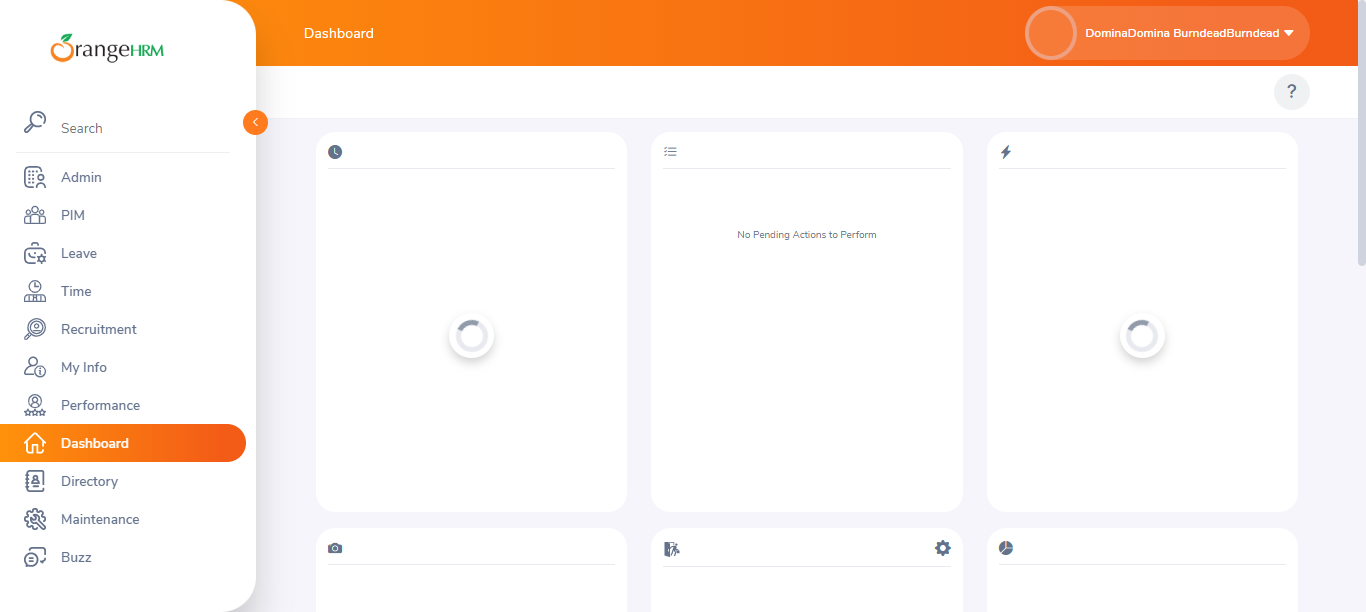 OrangeHRM
Dashboard
DominaDomina BurndeadBurndead
?
Search
Admin
PIM
Leave
Time
Recruitment
My Info
Performance
Dashboard
Directory
Maintenance
Buzz
No Pending Actions to Perform